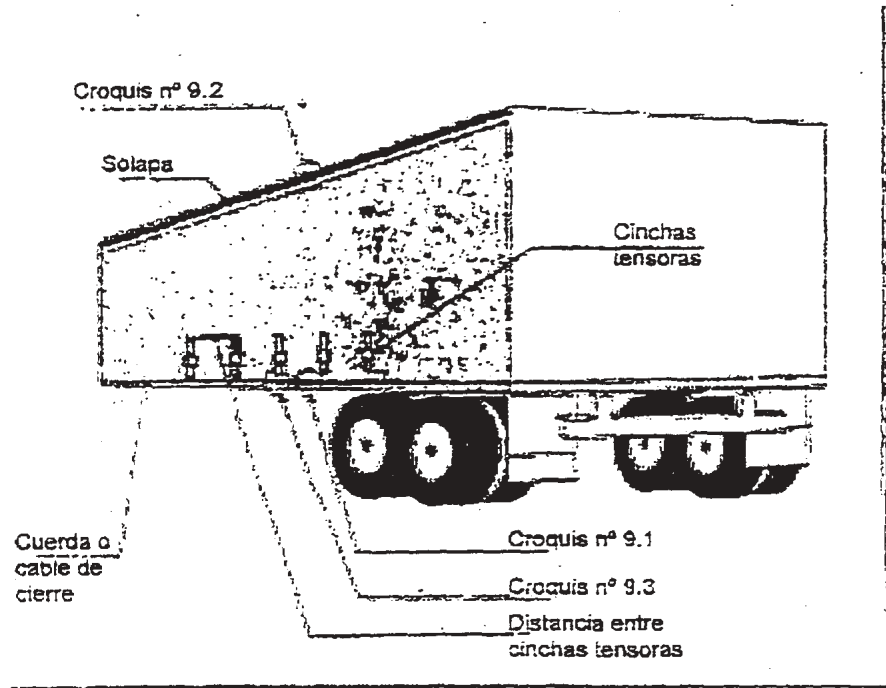 Croquis nº 9.2
Solapa
Cinchas
tensoras
Cuerda o
cable de
cierre
Croquis nº 9.1
Croquis nº 9.3
Distancia entre
cinchas tensoras